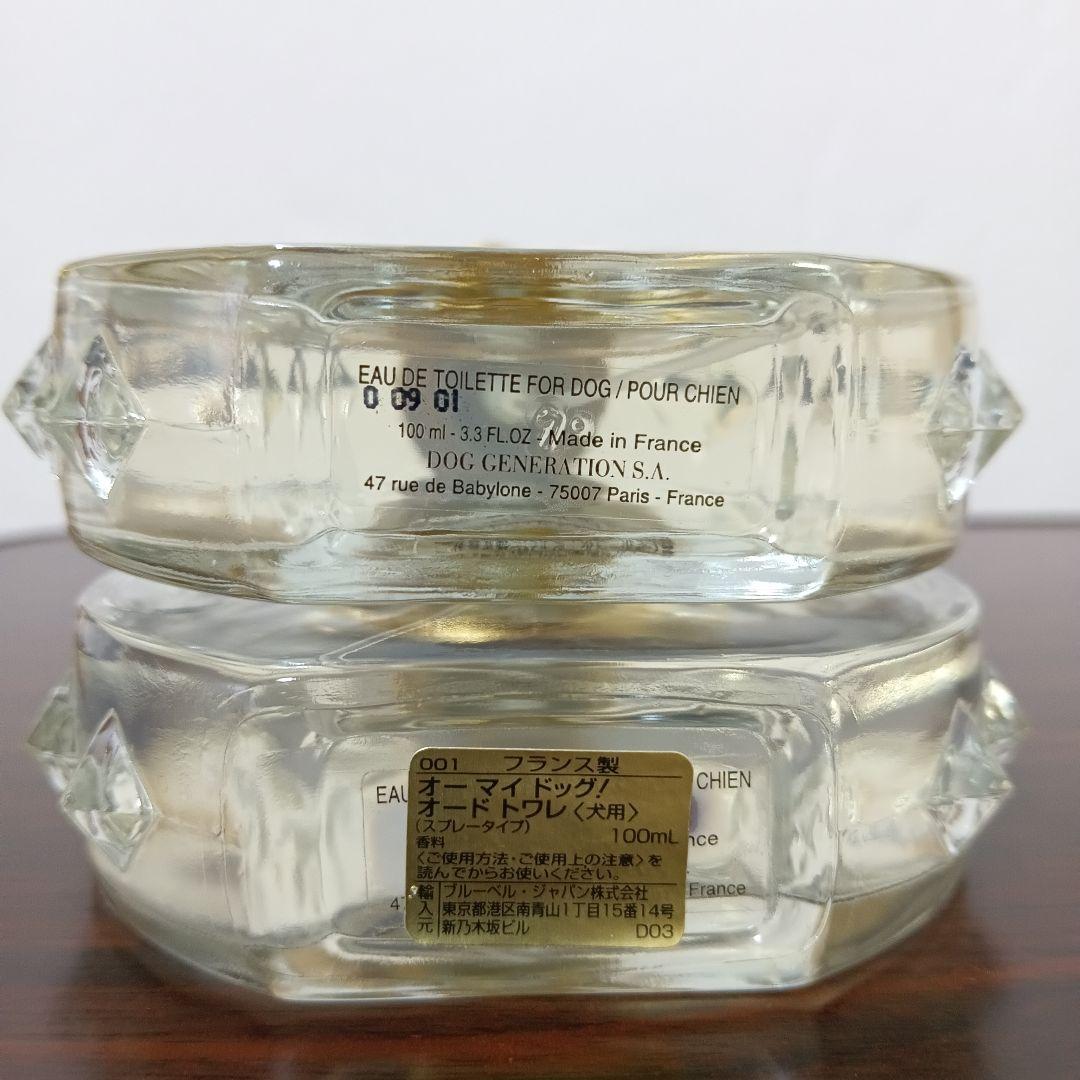 EAU DE TOILETTE FOR DOG / POUR CHIEN
0 09 01
100 ml - 3.3 FL.OZ - Made in France
DOG GENERATION S.A.
47 rue de Babylone - 75007 Paris - France
EAU
CHIEN
001 フランス製
オー マイ ドッグ!
オード トワレ〈犬用〉
(スプレータイプ) 100mL
香料
〈ご使用方法・ご使用上の注意〉を
読んでからお使いください。
輸入元 ブルーベル・ジャパン株式会社
東京都港区南青山1丁目15番14号
新乃木坂ビル D03
nce
France
47